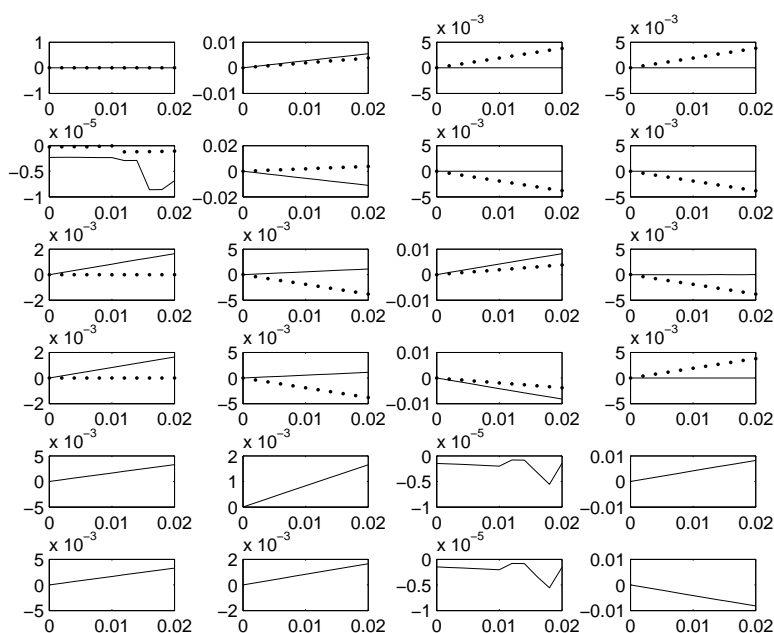 x 10⁻³ x 10⁻³
1 0.01 5 5
0 0 0 0
−1 −0.01 −5 −5
0 0.01 0.02 0 0.01 0.02 0 0.01 0.02 0 0.01 0.02
x 10⁻⁵ x 10⁻³ x 10⁻³
0 0.02 5 5
−0.5 0 0 0
−1 −0.02 −5 −5
0 0.01 0.02 0 0.01 0.02 0 0.01 0.02 0 0.01 0.02
x 10⁻³ x 10⁻³ x 10⁻³
2 5 0.01 5
0 0 0 0
−2 −5 −0.01 −5
0 0.01 0.02 0 0.01 0.02 0 0.01 0.02 0 0.01 0.02
x 10⁻³ x 10⁻³ x 10⁻³
2 5 0.01 5
0 0 0 0
−2 −5 −0.01 −5
0 0.01 0.02 0 0.01 0.02 0 0.01 0.02 0 0.01 0.02
x 10⁻³ x 10⁻³ x 10⁻⁵
5 2 0 0.01
0 1 −0.5 0
−5 0 −1 −0.01
0 0.01 0.02 0 0.01 0.02 0 0.01 0.02 0 0.01 0.02
x 10⁻³ x 10⁻³ x 10⁻⁵
5 2 0 0.01
0 0 −0.5 0
−5 −2 −1 −0.01
0 0.01 0.02 0 0.01 0.02 0 0.01 0.02 0 0.01 0.02